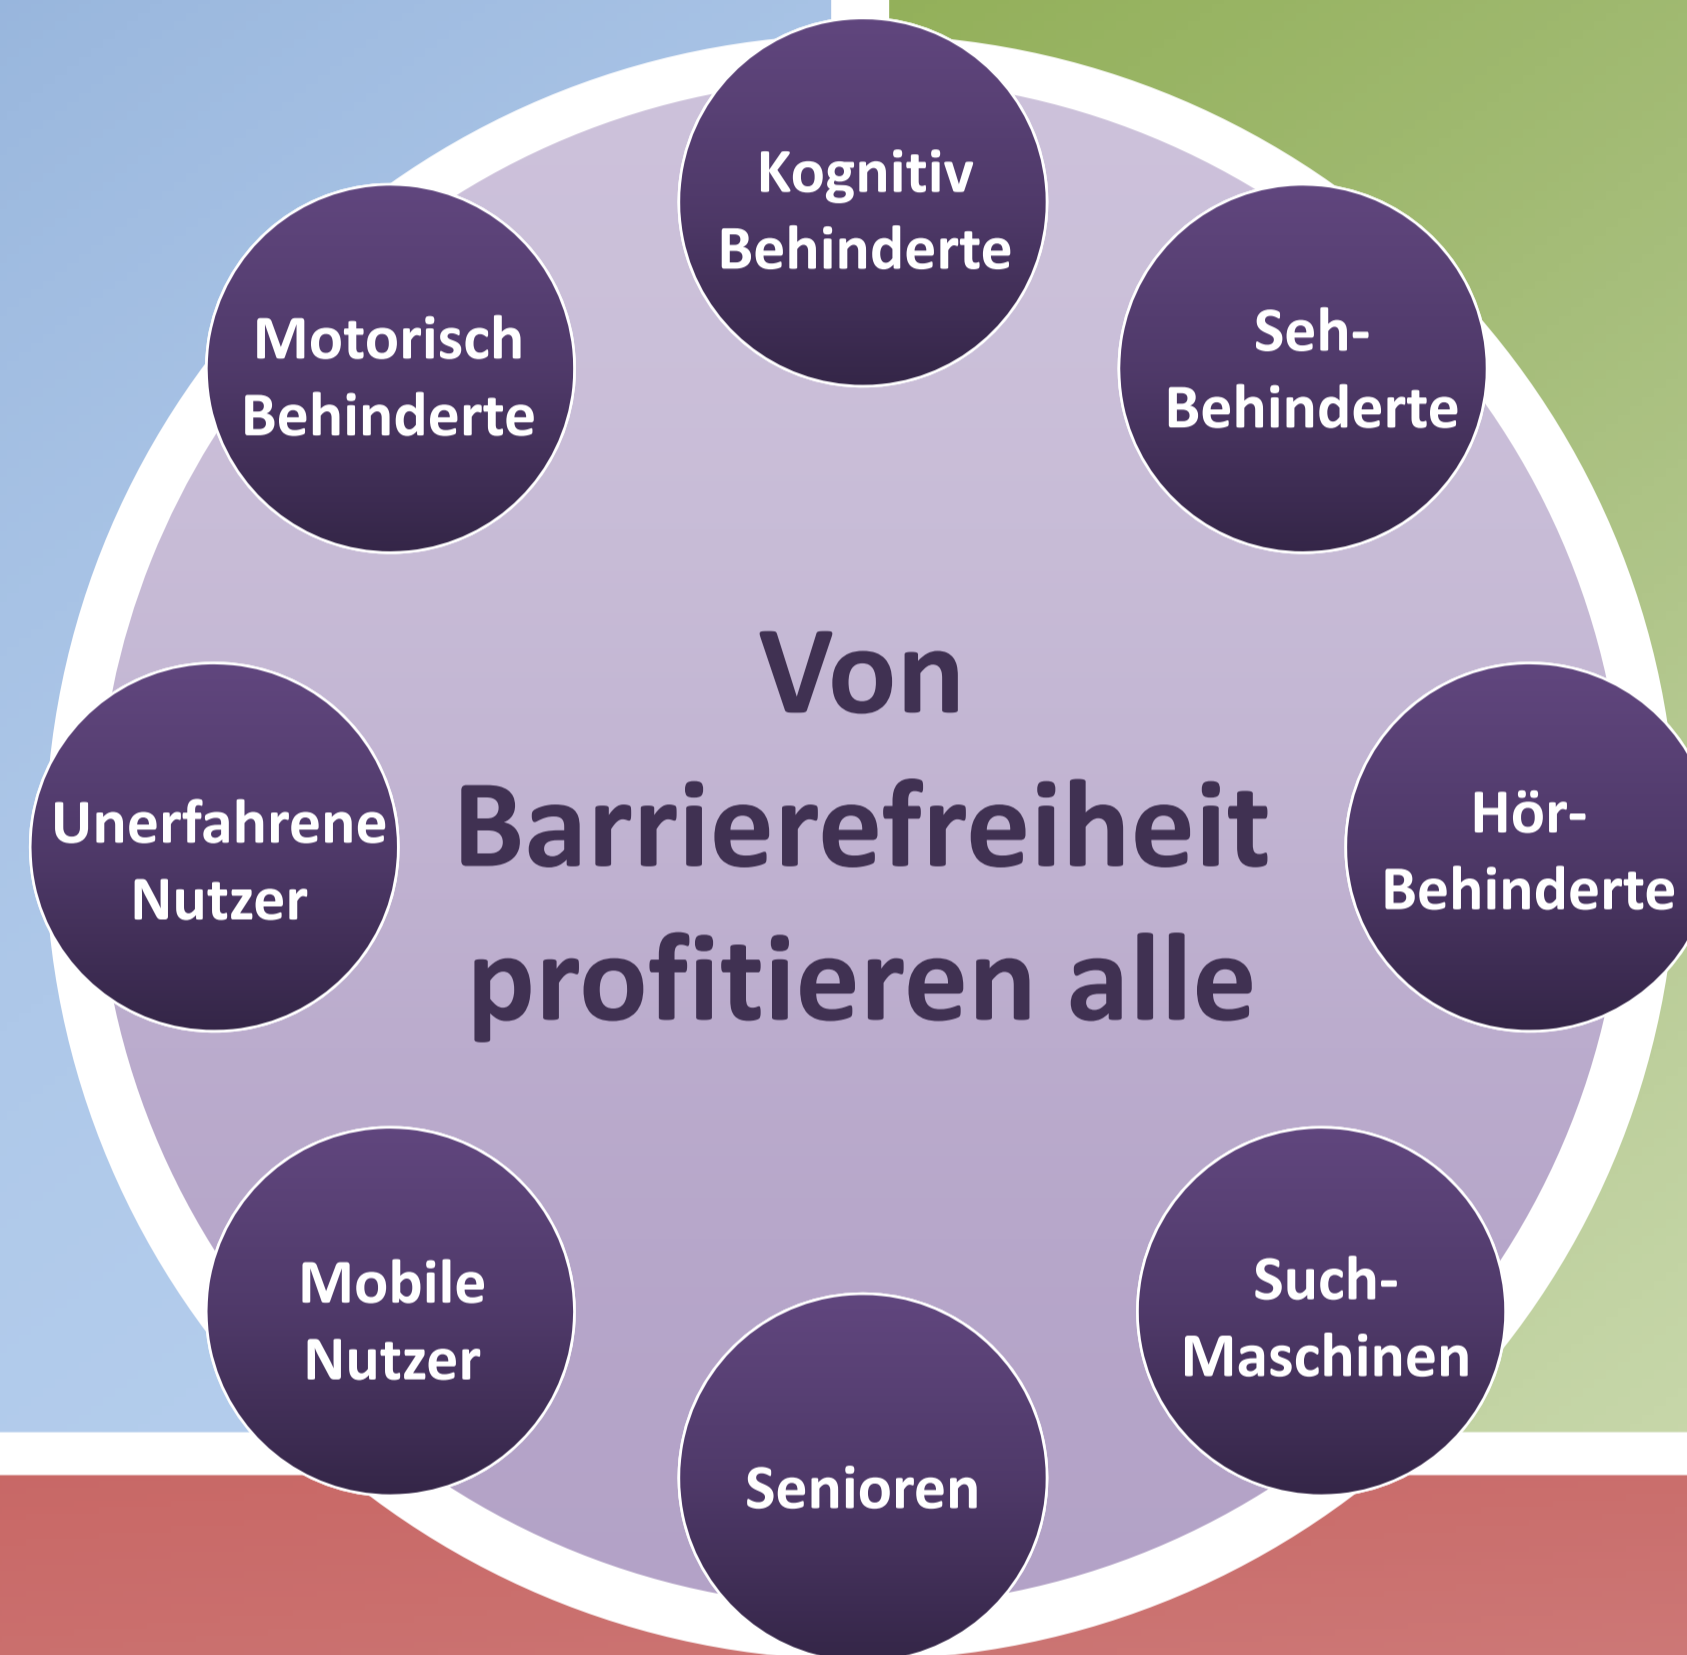 Kognitiv
Behinderte
Motorisch
Behinderte
Seh-
Behinderte
Von
Barrierefreiheit
profitieren alle
Unerfahrene
Nutzer
Hör-
Behinderte
Mobile
Nutzer
Such-
Maschinen
Senioren